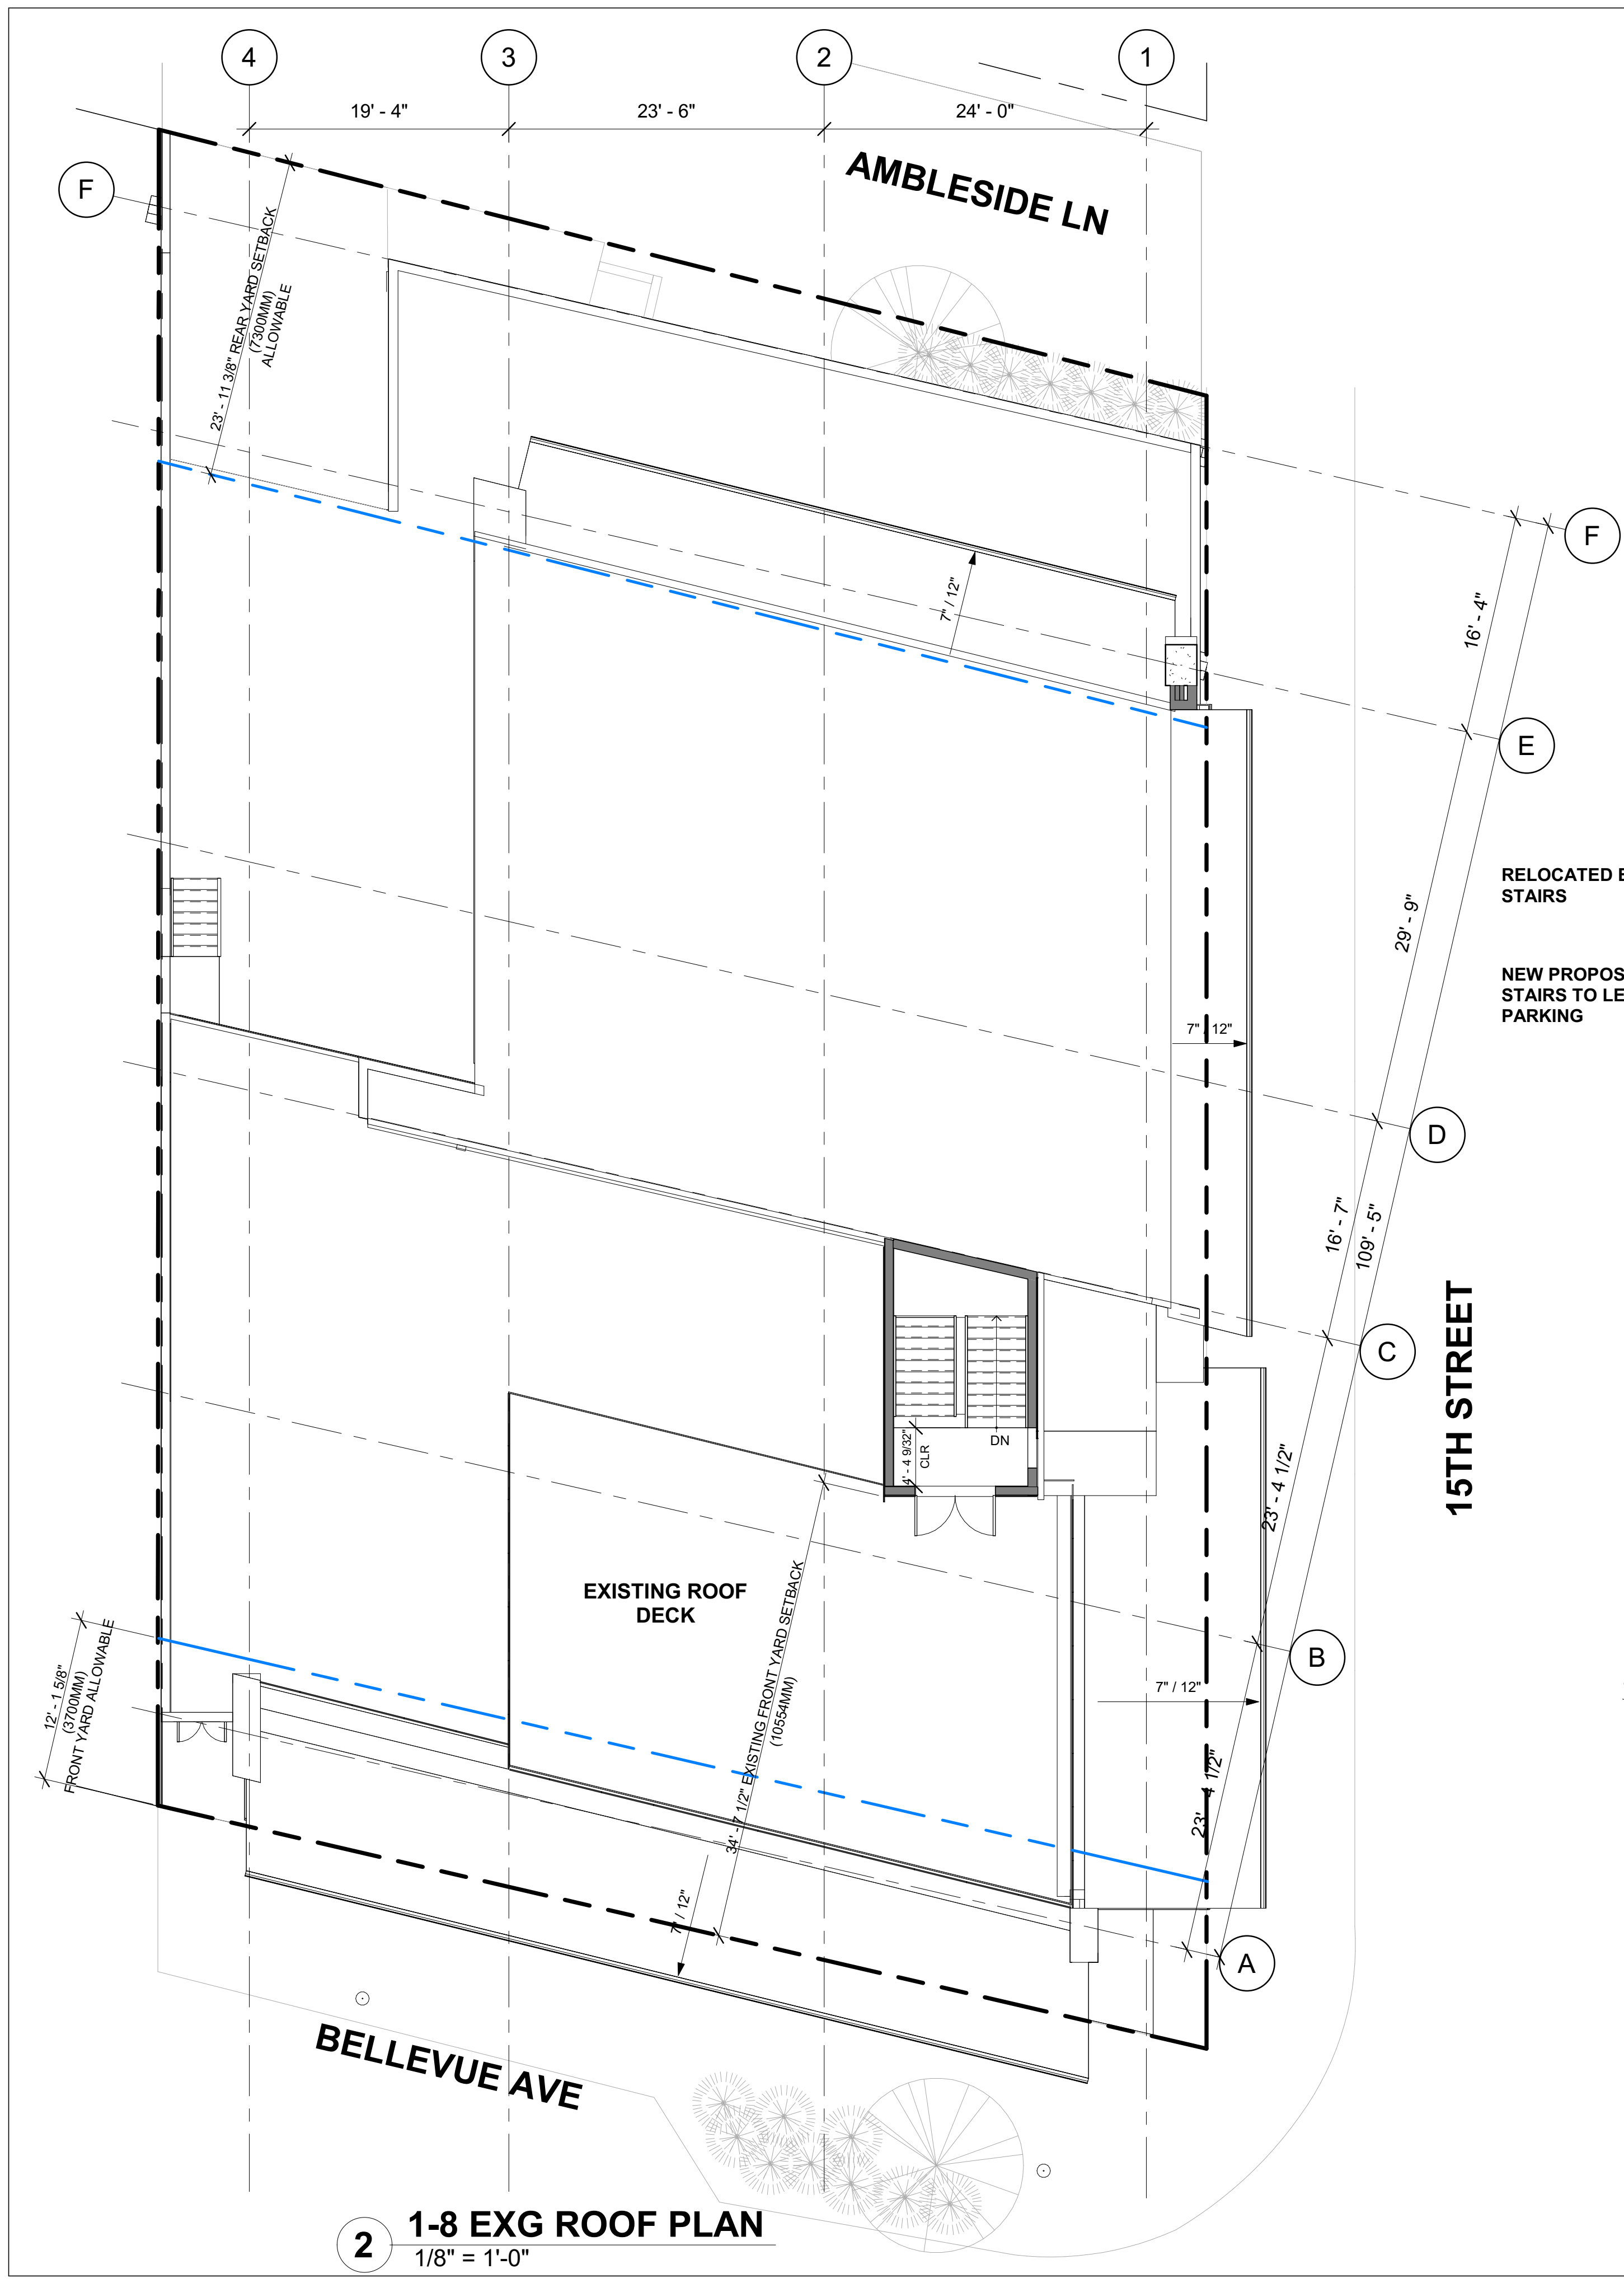 4
3
2
1
19' - 4"
23' - 6"
24' - 0"
F
AMBLESIDE LN
23' - 11 3/8" REAR YARD SETBACK
(7300MM)
ALLOWABLE
7" / 12"
F
16' - 4"
E
RELOCATED
STAIRS
29' - 9"
NEW PROPOS
STAIRS TO LE
PARKING
7" / 12"
D
16' - 7"
109' - 5"
C
15TH STREET
DN
4' - 4 9/32"
CLR
23' - 4 1/2"
EXISTING ROOF
DECK
34' - 7 1/2" EXISTING FRONT YARD SETBACK
(10554MM)
B
7" / 12"
12' - 1 5/8"
(3700MM)
FRONT YARD ALLOWABLE
23' - 4 1/2"
7" / 12"
A
BELLEVUE AVE
2
1-8 EXG ROOF PLAN
1/8" = 1'-0"